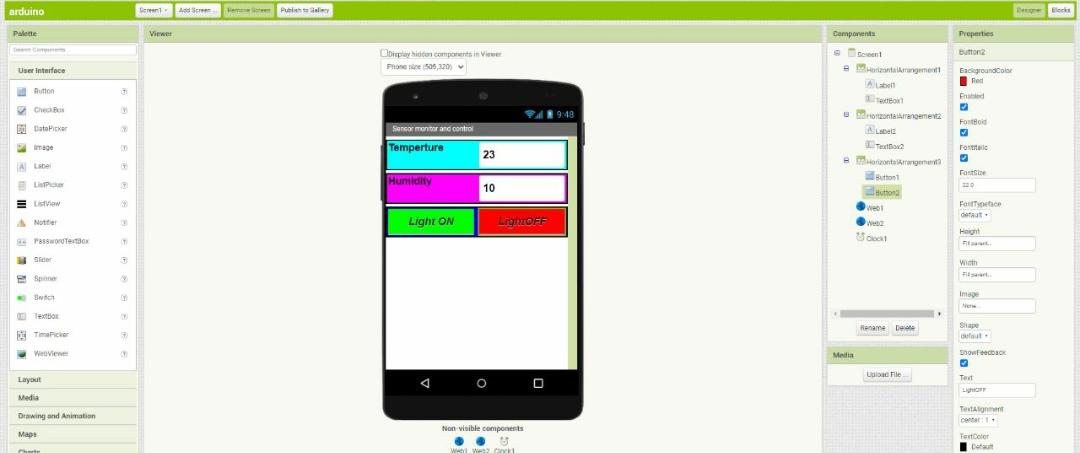 arduino
Screen1
Add Screen ...
Remove Screen
Publish to Gallery
Designer
Blocks
Palette
Search Components...
User Interface
Button
CheckBox
DatePicker
Image
Label
ListPicker
ListView
Notifier
PasswordTextBox
Slider
Spinner
Switch
TextBox
TimePicker
WebViewer
Layout
Media
Drawing and Animation
Maps
Charts
Viewer
Display hidden components in Viewer
Phone size (505,320)
9:48
Sensor monitor and control
Temperture
23
Humidity
10
Light ON
LightOFF
Non-visible components
Web1
Web2
Clock1
Components
Screen1
HorizontalArrangement1
Label1
TextBox1
HorizontalArrangement2
Label2
TextBox2
HorizontalArrangement3
Button1
Button2
Web1
Web2
Clock1
Rename
Delete
Media
Upload File ...
Properties
Button2
BackgroundColor
Red
Enabled
FontBold
FontItalic
FontSize
22.0
FontTypeface
default
Height
Fill parent...
Width
Fill parent...
Image
None...
Shape
default
ShowFeedback
Text
LightOFF
TextAlignment
center : 1
TextColor
Default